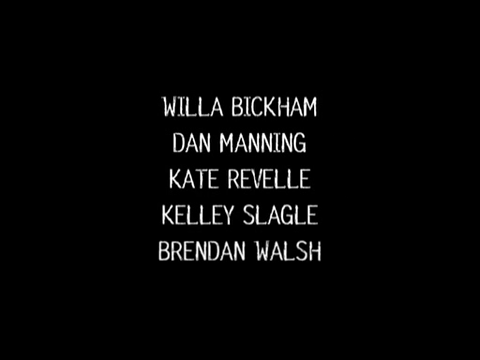 WILLA BICKHAM
DAN MANNING
KATE REVELLE
KELLEY SLAGLE
BRENDAN WALSH